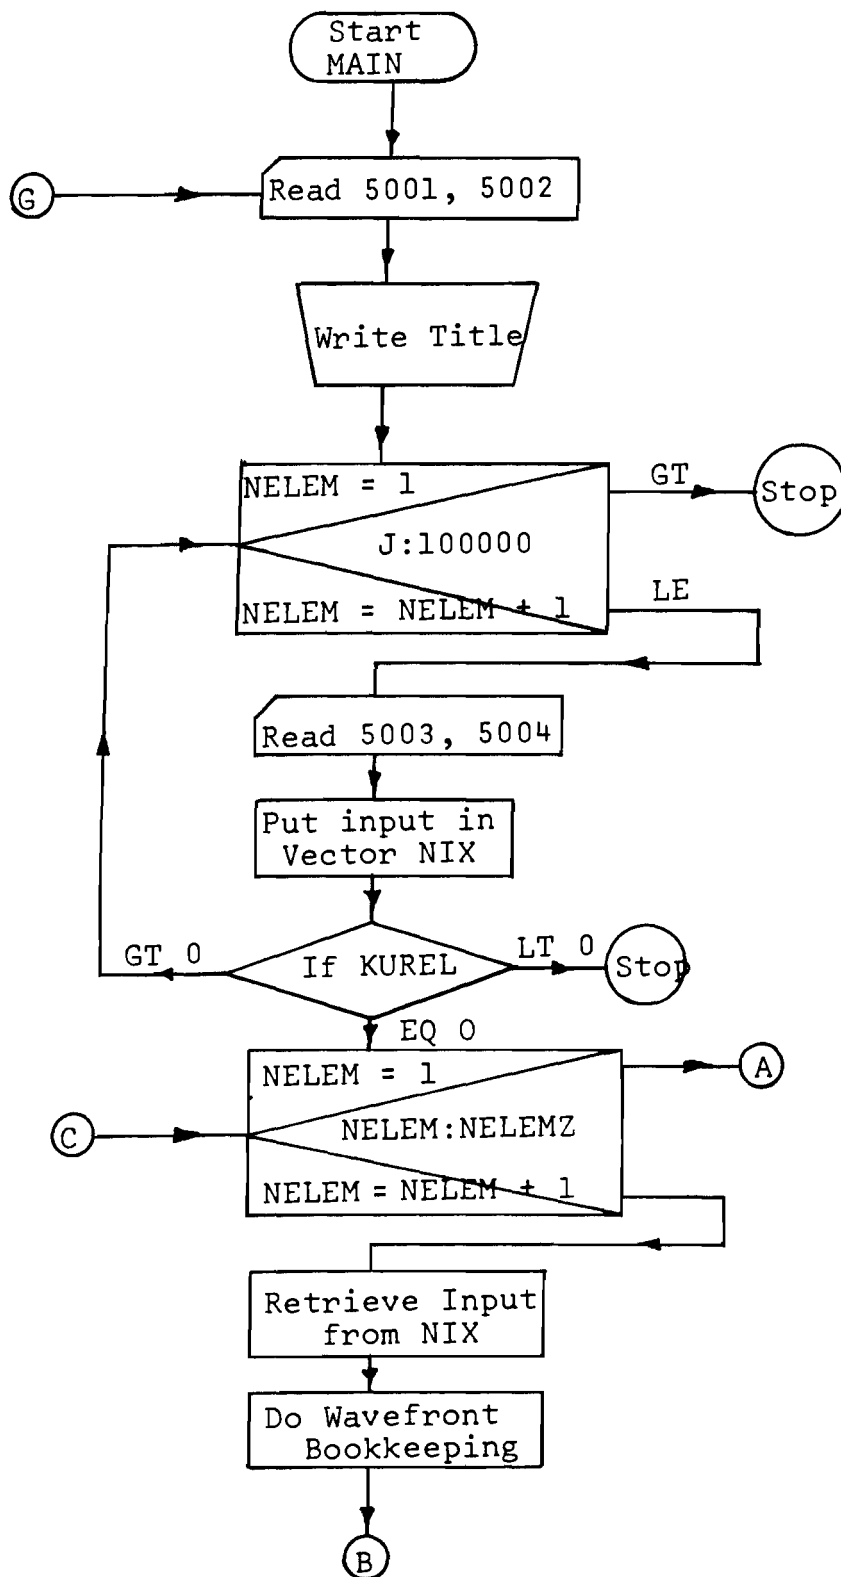 Start
MAIN
G
Read 5001, 5002
Write Title
NELEM = 1
GT
Stop
J:100000
NELEM = NELEM + 1
LE
Read 5003, 5004
Put input in
Vector NIX
GT 0
If KUREL
LT 0
Stop
EQ 0
NELEM = 1
A
C
NELEM:NELEMZ
NELEM = NELEM + 1
Retrieve Input
from NIX
Do Wavefront
Bookkeeping
B